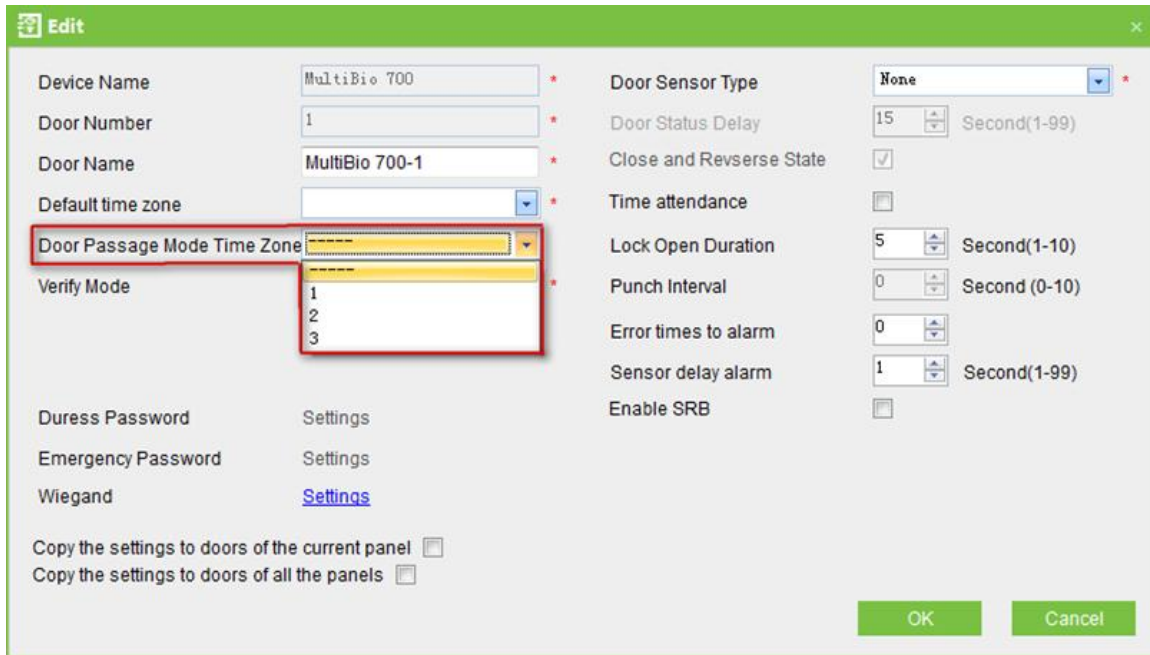 Edit
Device Name MultiBio 700 *
Door Number 1 *
Door Name MultiBio 700-1 *
Default time zone *
Door Passage Mode Time Zone -----
-----
1
2
3
Verify Mode *
Duress Password Settings
Emergency Password Settings
Wiegand Settings
Copy the settings to doors of the current panel
Copy the settings to doors of all the panels
Door Sensor Type None *
Door Status Delay 15 Second(1-99)
Close and Revserse State
Time attendance
Lock Open Duration 5 Second(1-10)
Punch Interval 0 Second (0-10)
Error times to alarm 0
Sensor delay alarm 1 Second(1-99)
Enable SRB
OK Cancel